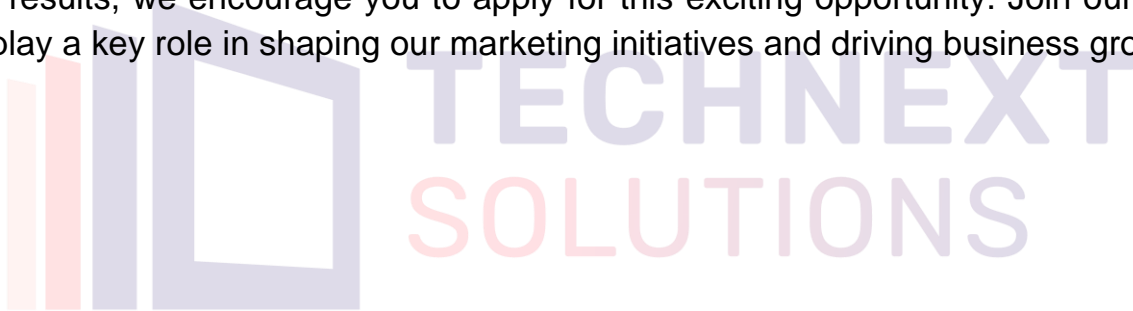 results, we encourage you to apply for this exciting opportunity. Join our
play a key role in shaping our marketing initiatives and driving business
TECHNEXT
SOLUTIONS